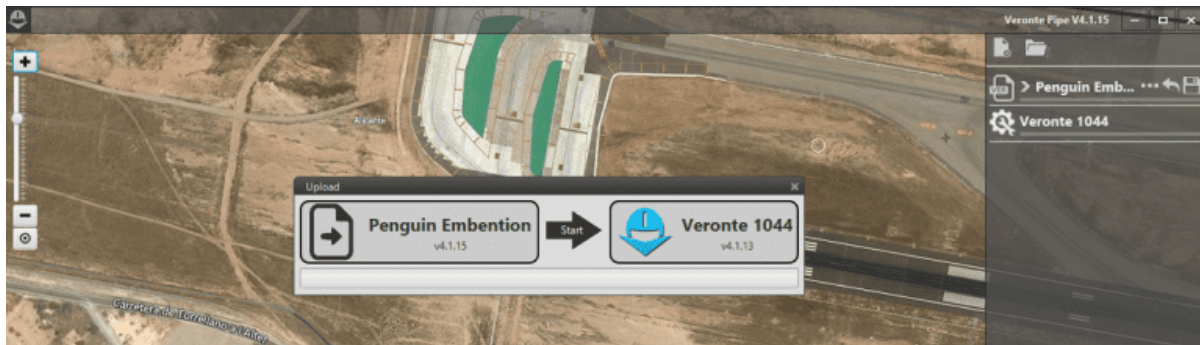 Veronte Pipe V4.1.15
Penguin Emb...
Veronte 1044
Alicante
Upload
Penguin Embention
v4.1.15
Start
Veronte 1044
v4.1.13
Carretera de Torrellano a l'Alter